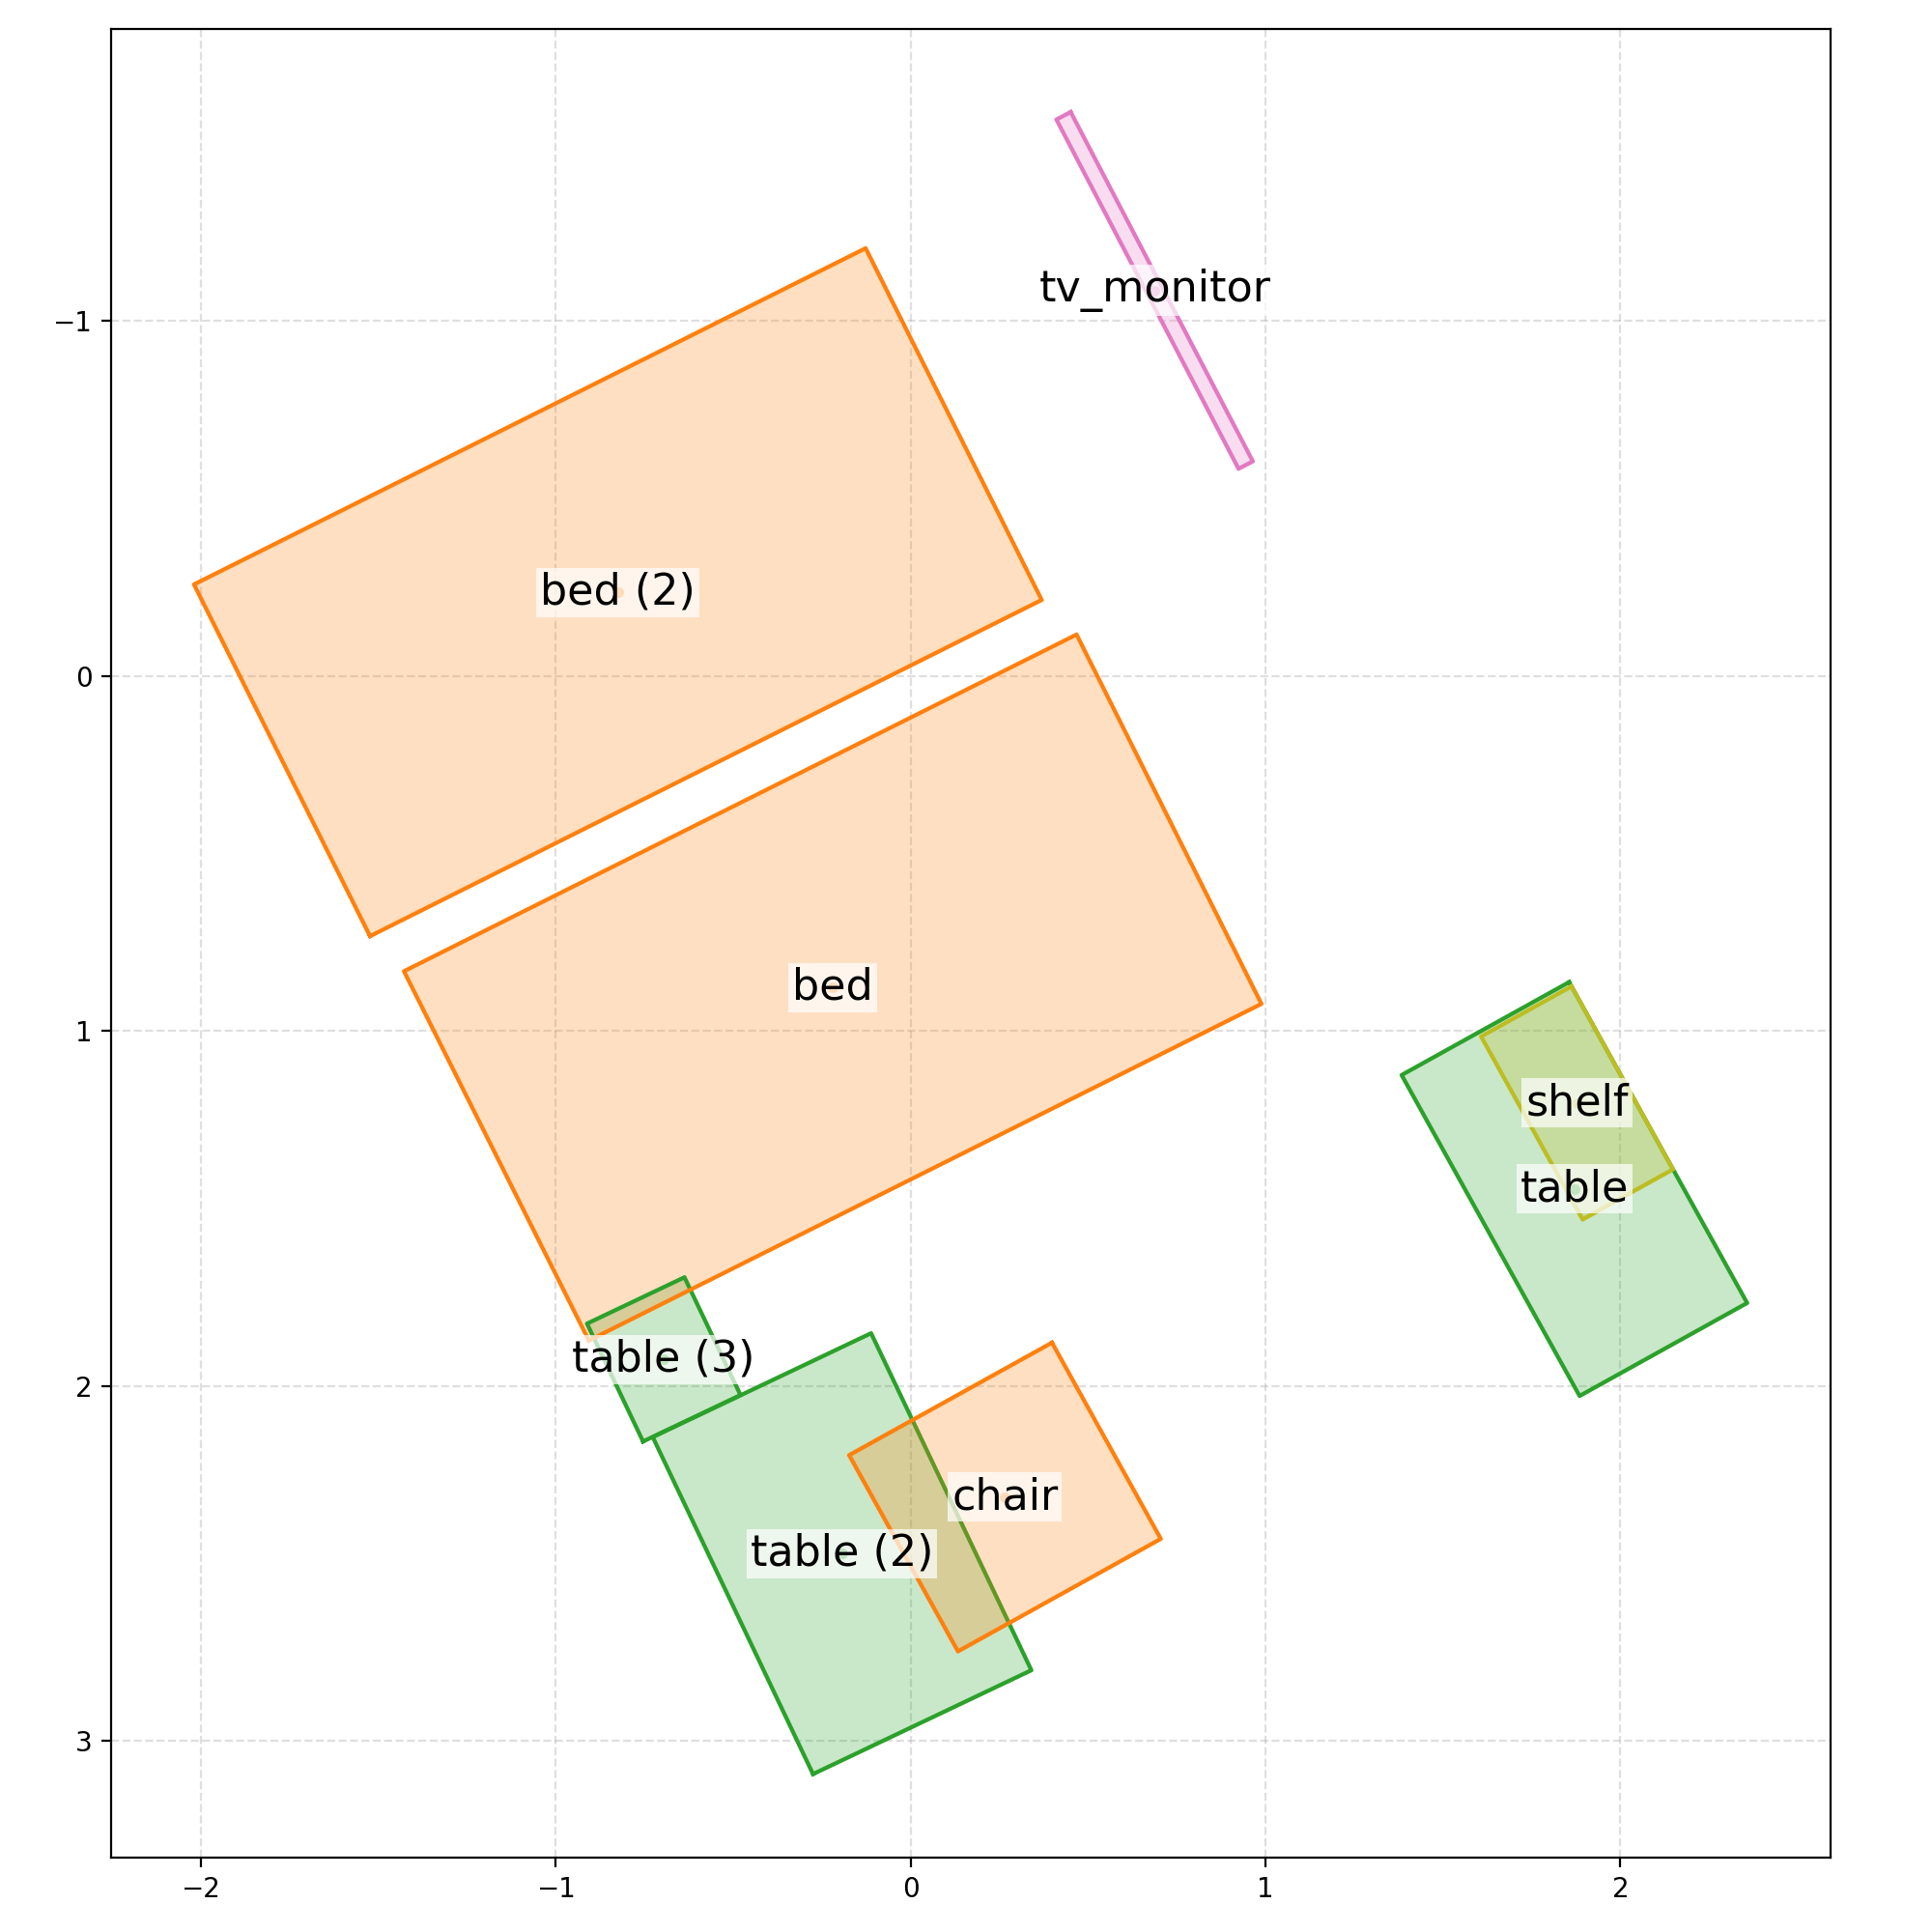 tv_monitor
−1
bed (2)
0
bed
1
shelf
table
table (3)
2
chair
table (2)
3
−2 −1 0 1 2